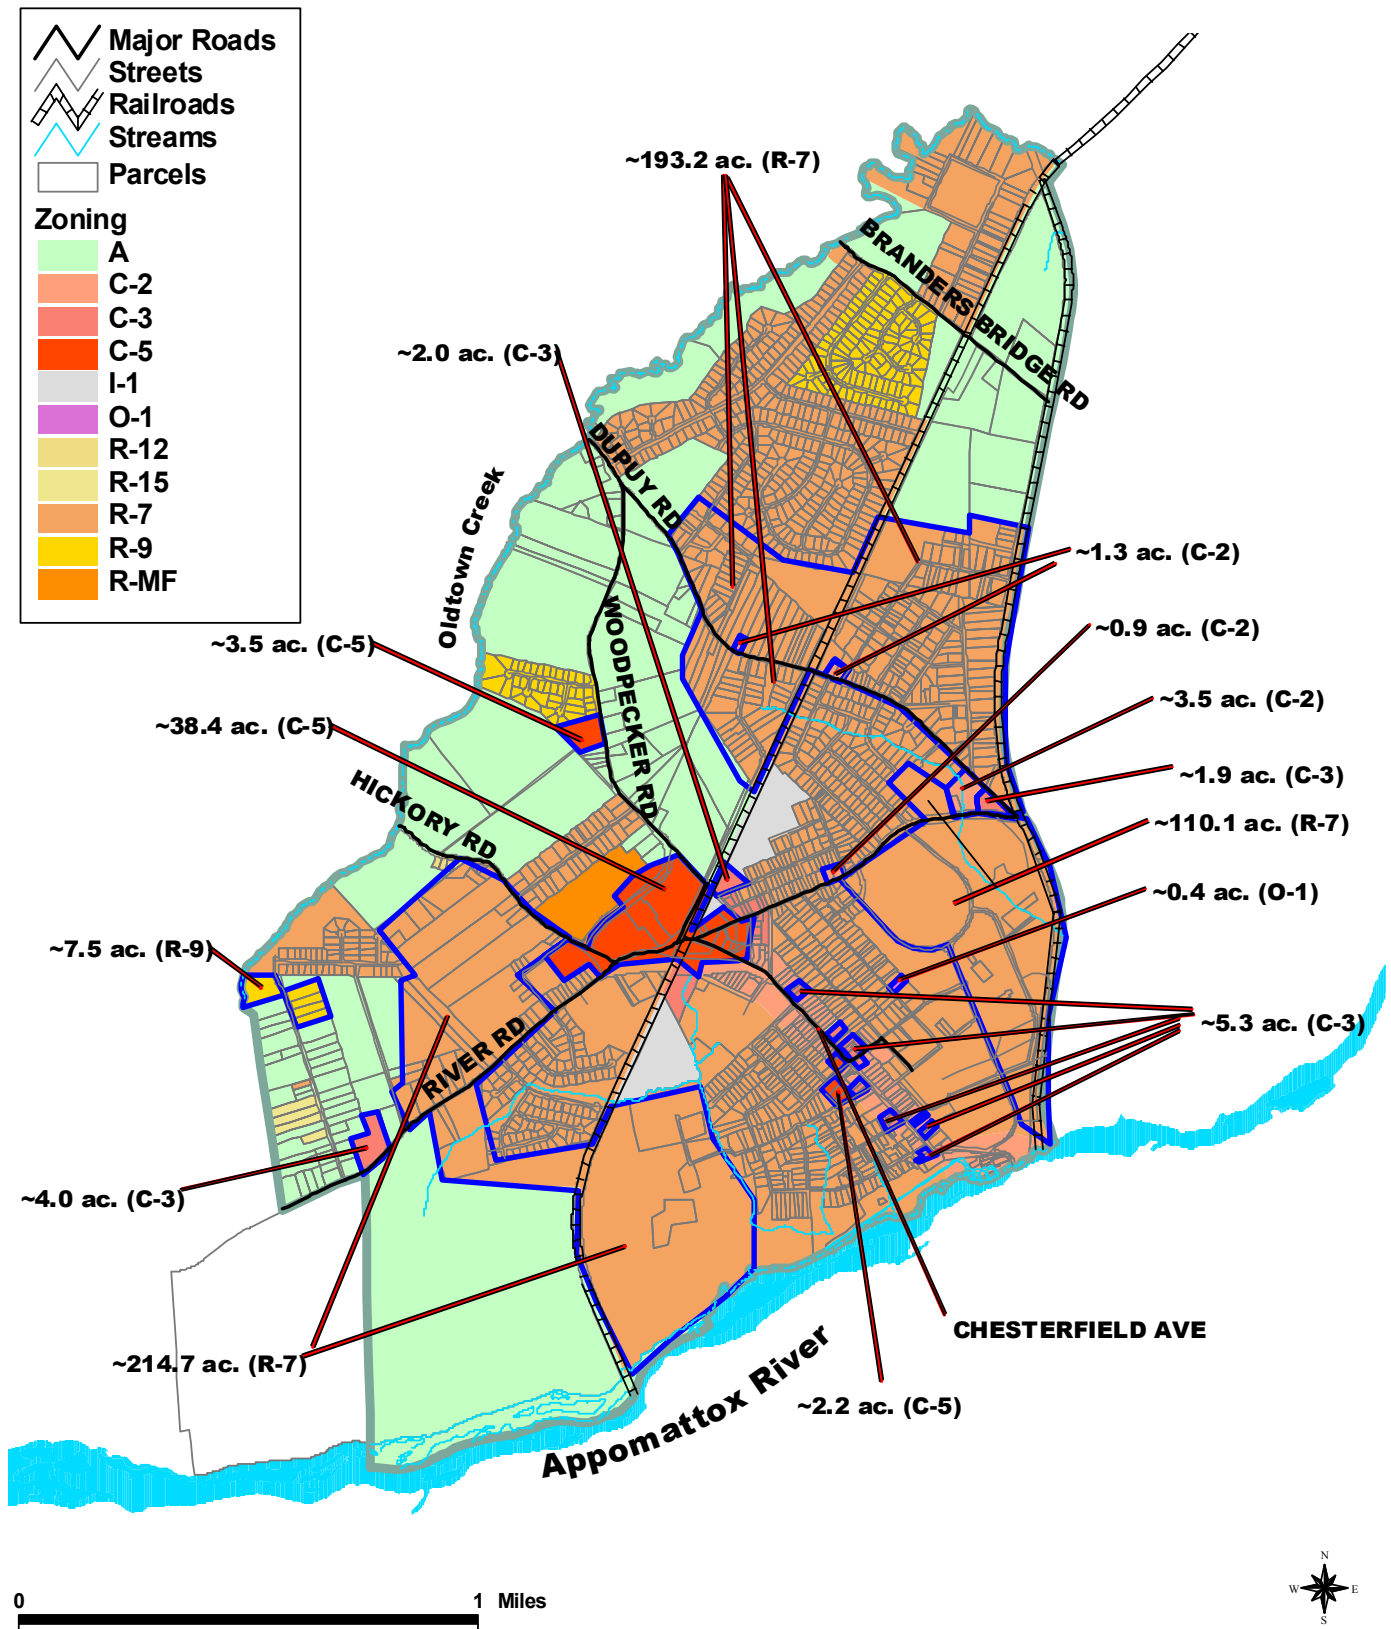 Major Roads
Streets
Railroads
Streams
Parcels
Zoning
A
C-2
C-3
C-5
I-1
O-1
R-12
R-15
R-7
R-9
R-MF
~193.2 ac. (R-7)
BRANDERS BRIDGE RD
~2.0 ac. (C-3)
DUPUY RD
Oldtown Creek
~1.3 ac. (C-2)
WOODPECKER RD
~0.9 ac. (C-2)
~3.5 ac. (C-5)
~3.5 ac. (C-2)
~38.4 ac. (C-5)
~1.9 ac. (C-3)
HICKORY RD
~110.1 ac. (R-7)
~0.4 ac. (O-1)
~7.5 ac. (R-9)
~5.3 ac. (C-3)
RIVER RD
~4.0 ac. (C-3)
CHESTERFIELD AVE
~214.7 ac. (R-7)
~2.2 ac. (C-5)
Appomattox River
N
W E
S
0 1 Miles